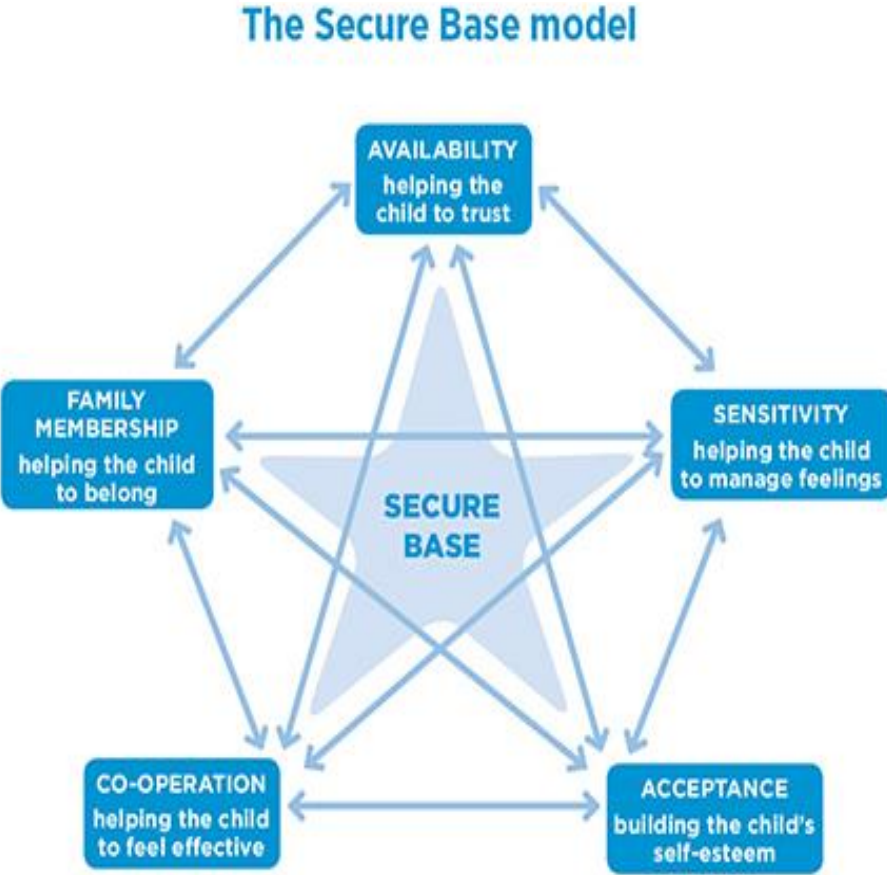 The Secure Base model
AVAILABILITY
helping the
child to trust
FAMILY
MEMBERSHIP
helping the child
to belong
SENSITIVITY
helping the child
to manage feelings
SECURE
BASE
CO-OPERATION
helping the child
to feel effective
ACCEPTANCE
building the child's
self-esteem